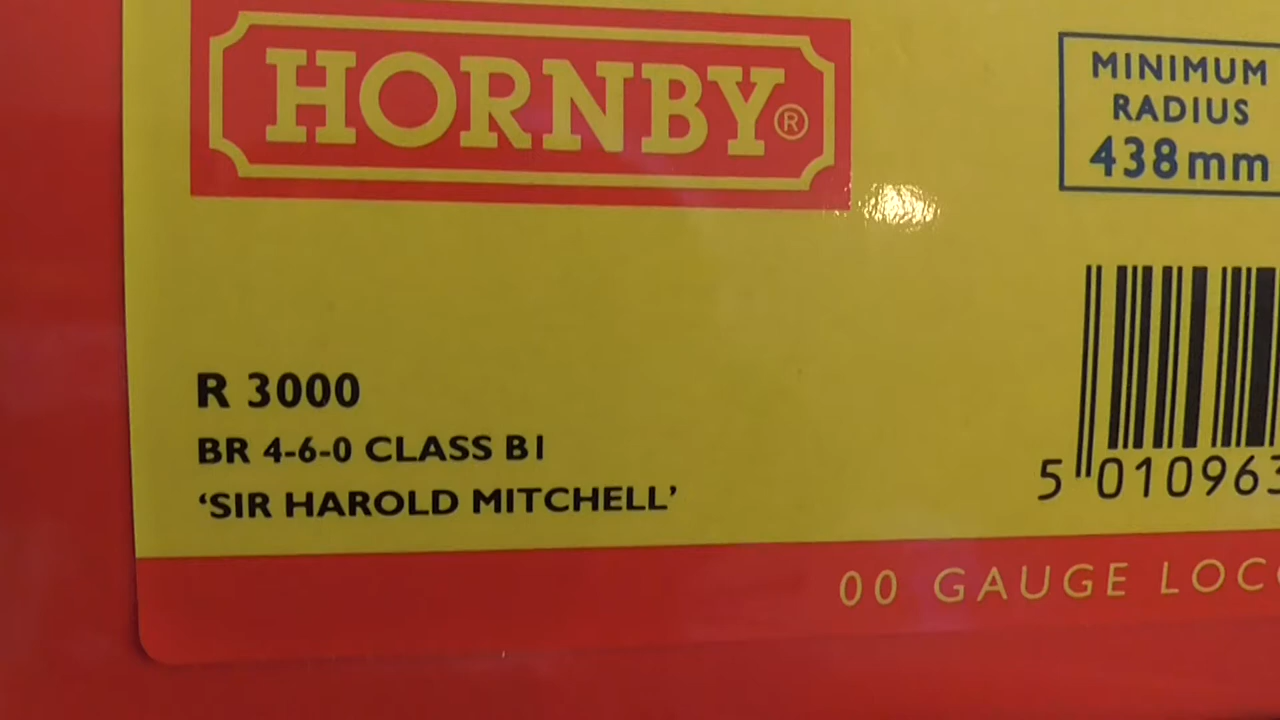 HORNBY®
MINIMUM
RADIUS
438mm
R 3000
BR 4-6-0 CLASS B1
‘SIR HAROLD MITCHELL’
5 010963
00 GAUGE LOC